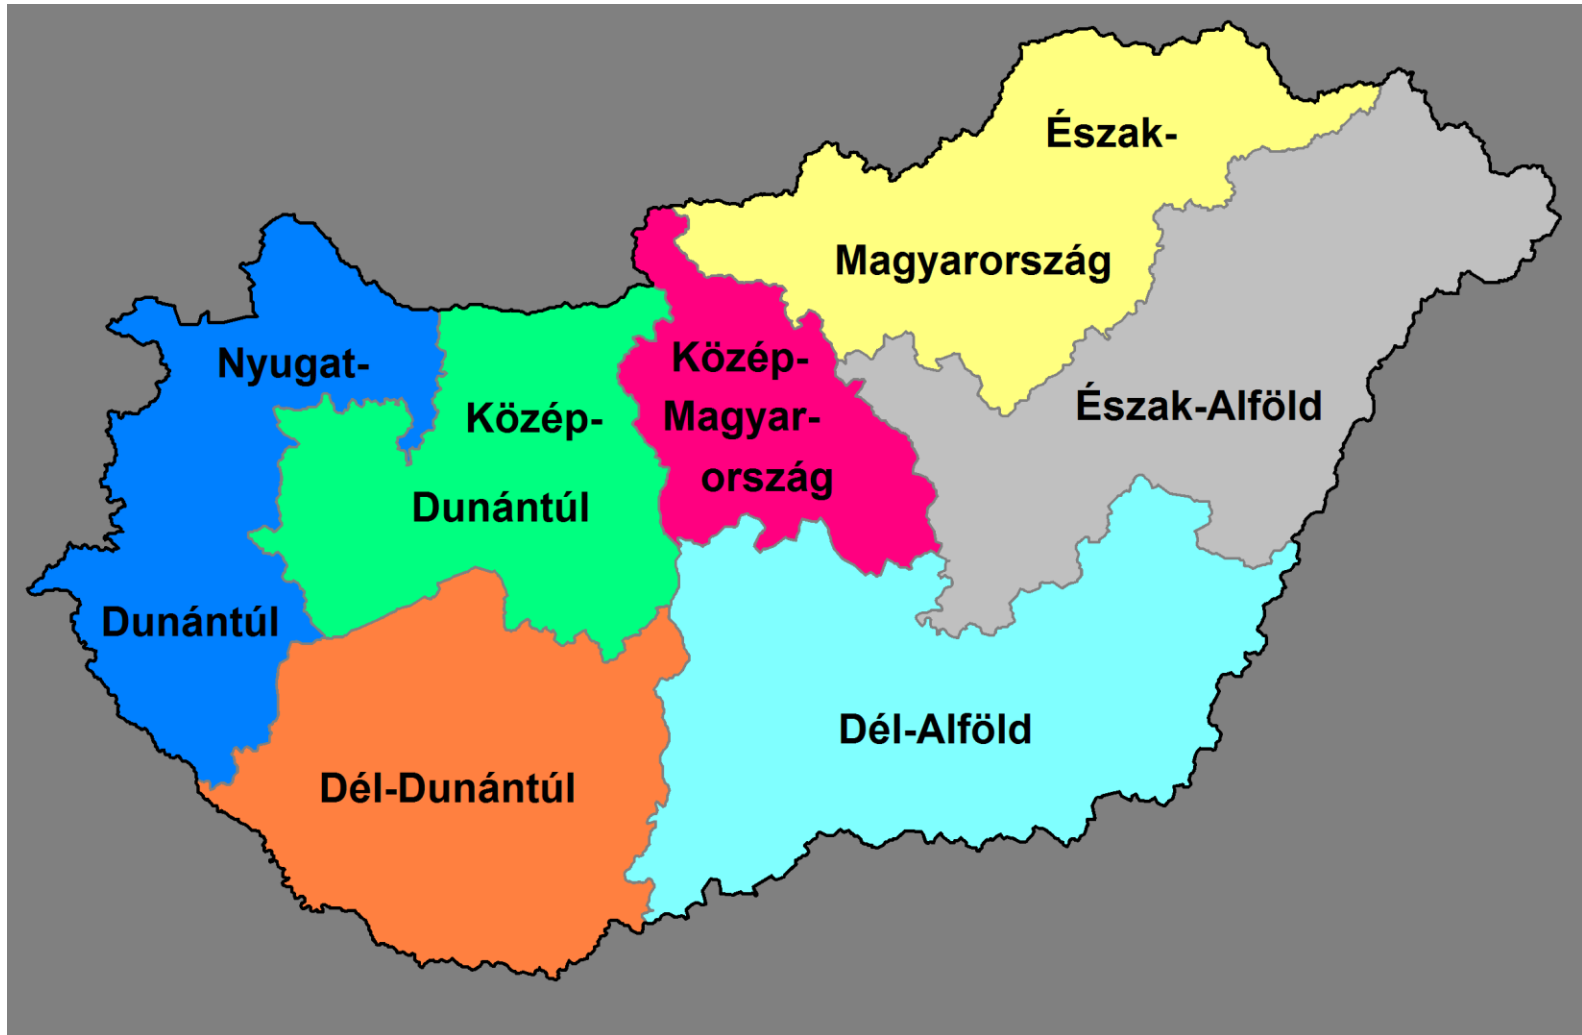 Észak-
Magyarország
Nyugat-
Dunántúl
Közép-
Dunántúl
Közép-
Magyar-
ország
Észak-Alföld
Dél-Alföld
Dél-Dunántúl